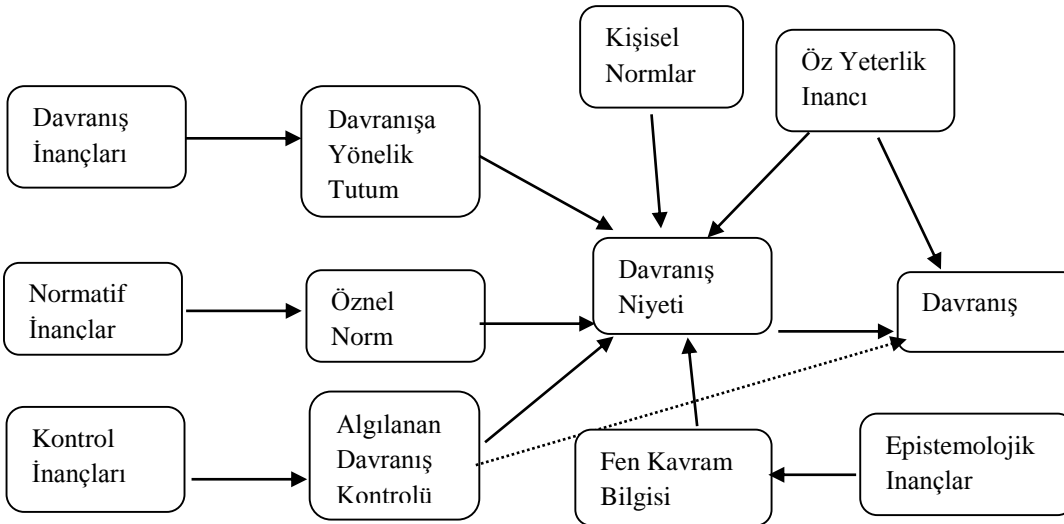 Kişisel
Normlar
Öz Yeterlik
Inancı
Davranış
İnançları
Davranışa
Yönelik
Tutum
Davranış
Niyeti
Normatif
İnançlar
Öznel
Norm
Davranış
Kontrol
İnançları
Algılanan
Davranış
Kontrolü
Fen Kavram
Bilgisi
Epistemolojik
Inançlar